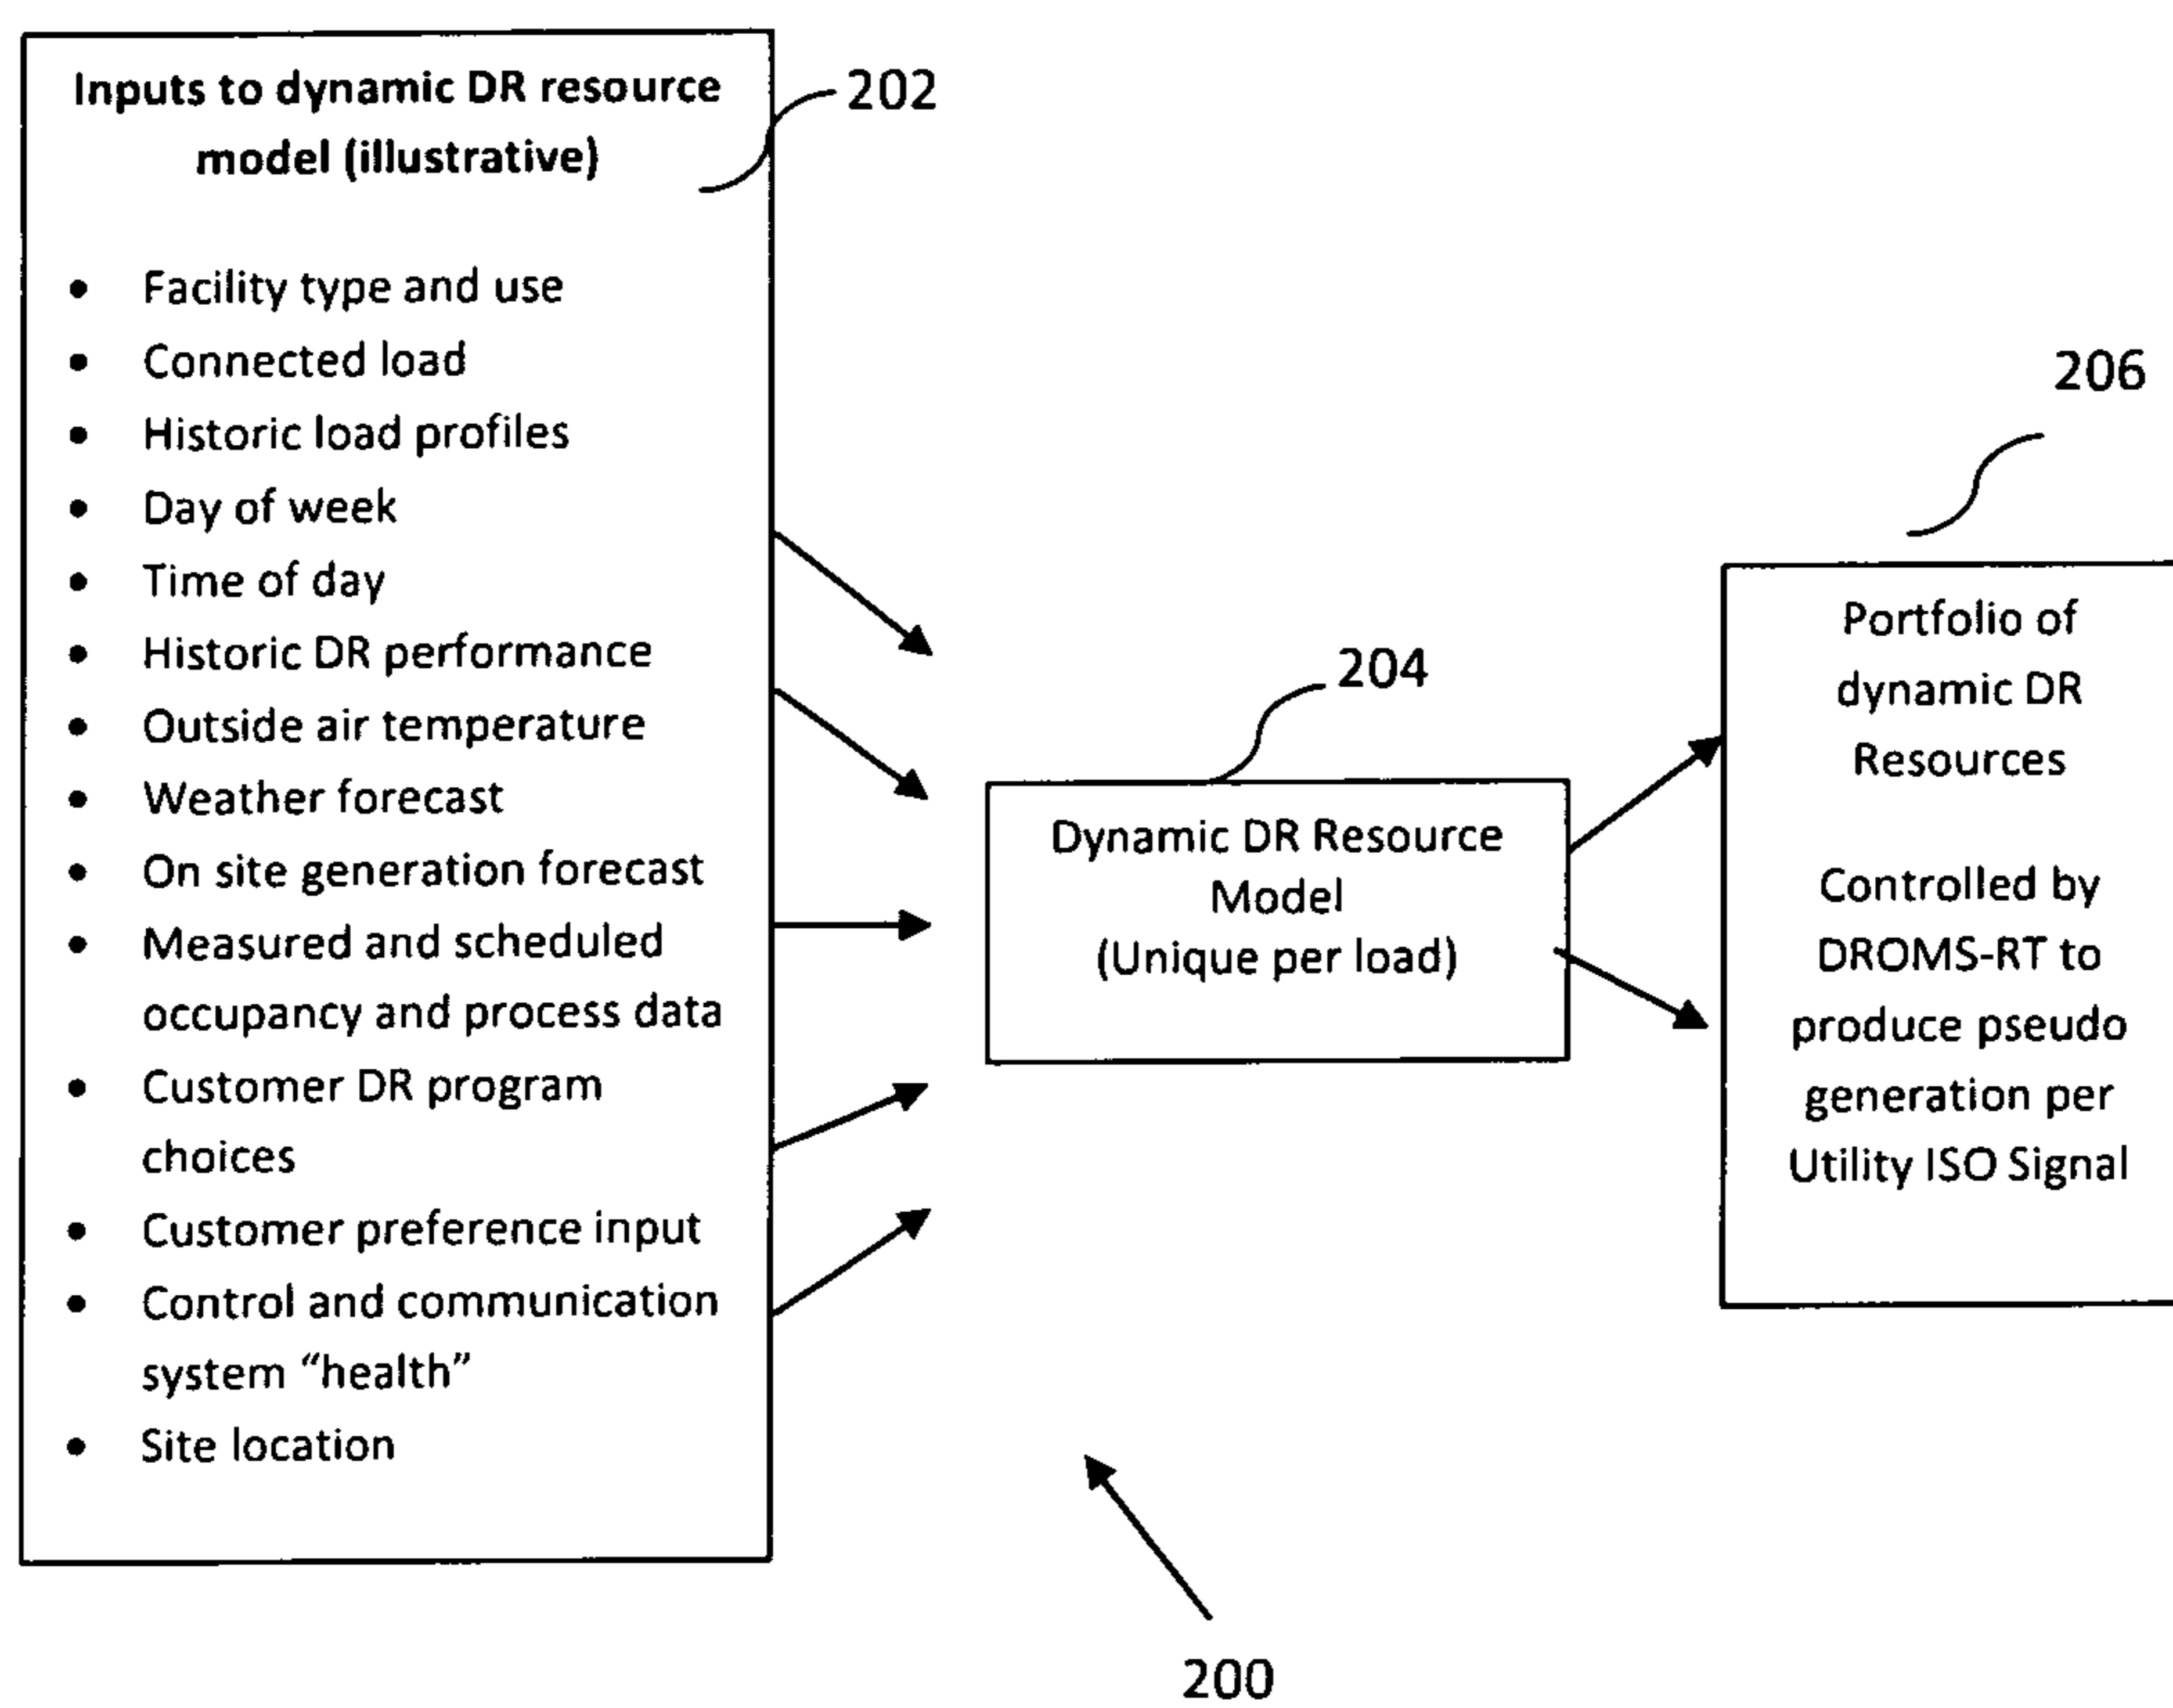 Inputs to dynamic DR resource
model (illustrative)
202
• Facility type and use
• Connected load
• Historic load profiles
• Day of week
• Time of day
• Historic DR performance
• Outside air temperature
• Weather forecast
• On site generation forecast
• Measured and scheduled
occupancy and process data
• Customer DR program
choices
• Customer preference input
• Control and communication
system “health”
• Site location
204
Dynamic DR Resource
Model
(Unique per load)
206
Portfolio of
dynamic DR
Resources
Controlled by
DROMS-RT to
produce pseudo
generation per
Utility ISO Signal
200